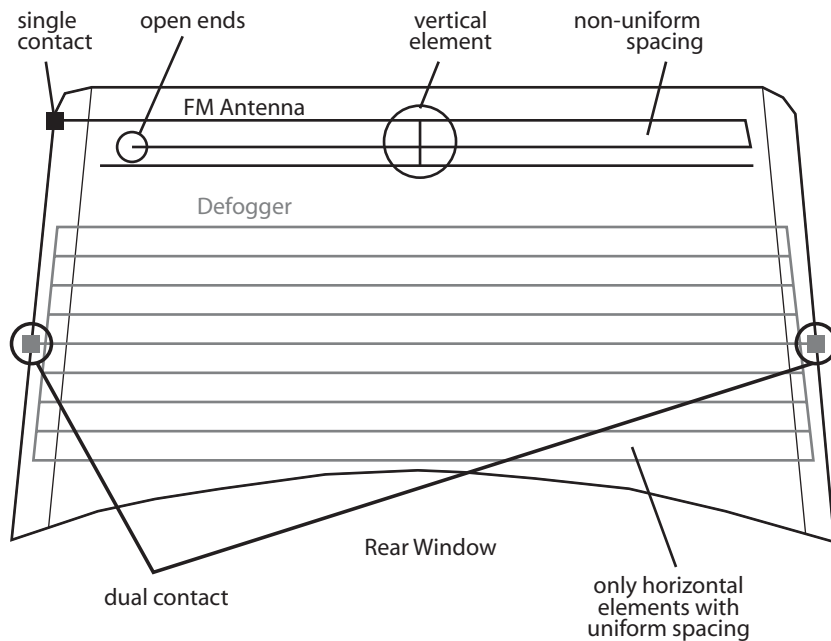 single
contact
open ends
vertical
element
non-uniform
spacing
FM Antenna
Defogger
Rear Window
dual contact
only horizontal
elements with
uniform spacing